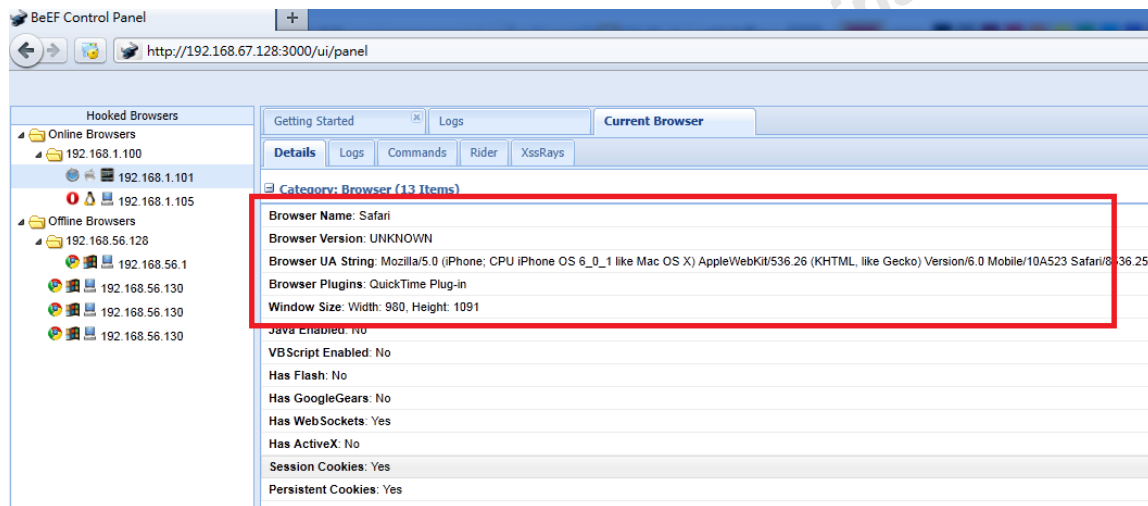 BeEF Control Panel
+
http://192.168.67.128:3000/ui/panel
Hooked Browsers
Online Browsers
192.168.1.100
192.168.1.101
192.168.1.105
Offline Browsers
192.168.56.128
192.168.56.1
192.168.56.130
192.168.56.130
192.168.56.130
Getting Started Logs Current Browser
Details Logs Commands Rider XssRays
Category: Browser (13 Items)
Browser Name: Safari
Browser Version: UNKNOWN
Browser UA String: Mozilla/5.0 (iPhone; CPU iPhone OS 6_0_1 like Mac OS X) AppleWebKit/536.26 (KHTML, like Gecko) Version/6.0 Mobile/10A523 Safari/8536.25
Browser Plugins: QuickTime Plug-in
Window Size: Width: 980, Height: 1091
Java Enabled: No
VBScript Enabled: No
Has Flash: No
Has GoogleGears: No
Has WebSockets: Yes
Has ActiveX: No
Session Cookies: Yes
Persistent Cookies: Yes